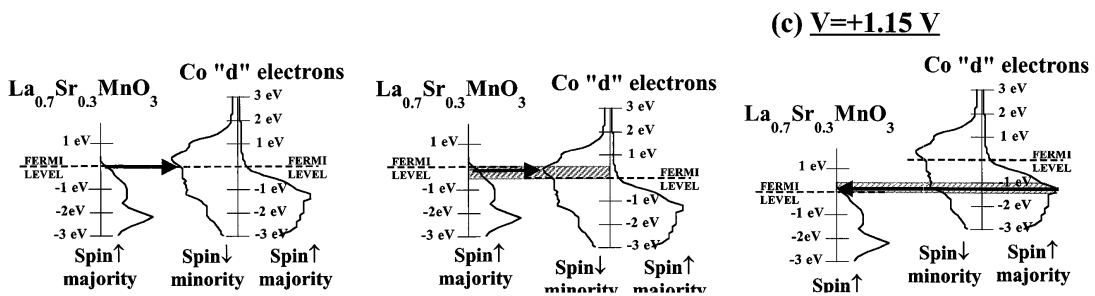 (c) V=+1.15 V
Co "d" electrons
La0.7Sr0.3MnO3
3 eV
2 eV
1 eV
1 eV
FERMI
LEVEL
FERMI
LEVEL
-1 eV
-1 eV
-2eV
-2 eV
-3 eV
-3 eV
Spin↑
majority
Spin↓
minority
Spin↑
majority
Co "d" electrons
La0.7Sr0.3MnO3
3 eV
2 eV
1 eV
1 eV
FERMI
LEVEL
FERMI
LEVEL
-1 eV
-1 eV
-2eV
-2 eV
-3 eV
-3 eV
Spin↑
majority
Spin↓
minority
Spin↑
majority
Co "d" electrons
La0.7Sr0.3MnO3
3 eV
2 eV
1 eV
1 eV
FERMI
LEVEL
FERMI
LEVEL
-1 eV
-1 eV
-2 eV
-2eV
-3 eV
-3 eV
Spin↑
Spin↓
minority
Spin↑
majority